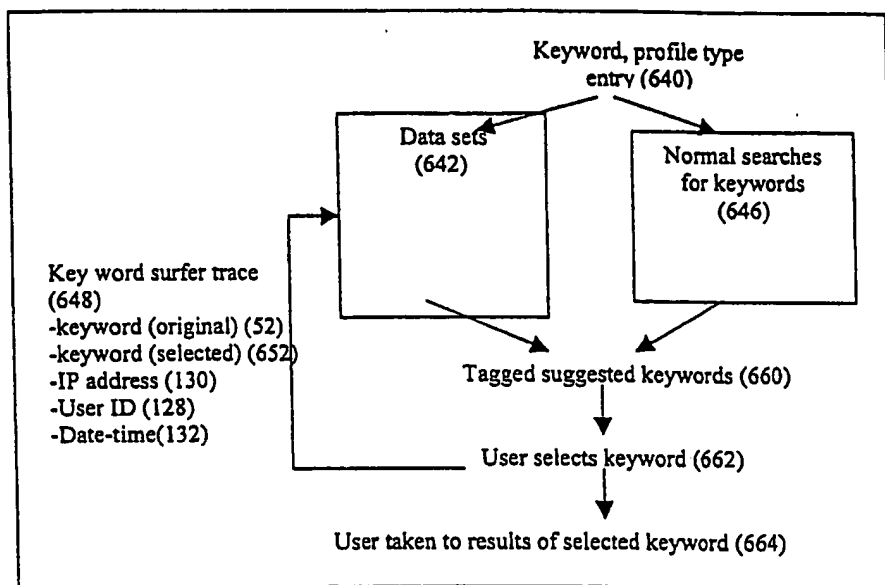 Keyword, profile type
entry (640)
Data sets
(642)
Normal searches
for keywords
(646)
Key word surfer trace
(648)
-keyword (original) (52)
-keyword (selected) (652)
-IP address (130)
-User ID (128)
-Date-time(132)
Tagged suggested keywords (660)
User selects keyword (662)
User taken to results of selected keyword (664)